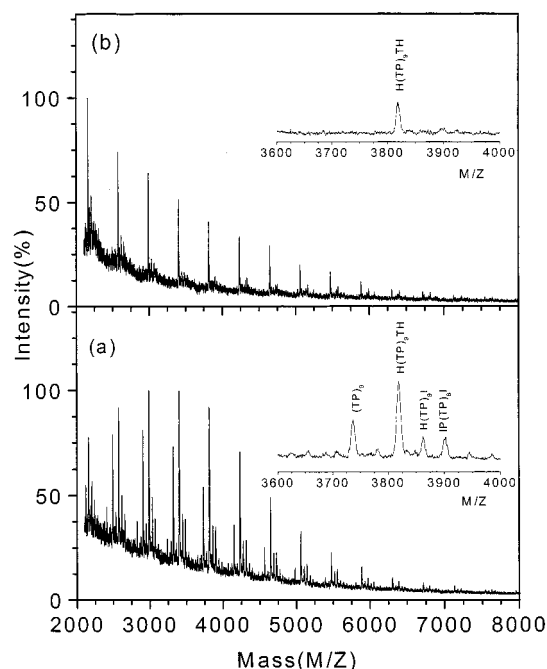 (b)
H(TP)₉TH
3600 3700 3800 3900 4000
M/Z
100
50
0
Intensity(%)
(a)
(TP)₉
H(TP)₉TH
H(TP)₉I
IP(TP)₈I
3600 3700 3800 3900 4000
M/Z
100
50
0
2000 3000 4000 5000 6000 7000 8000
Mass(M/Z)